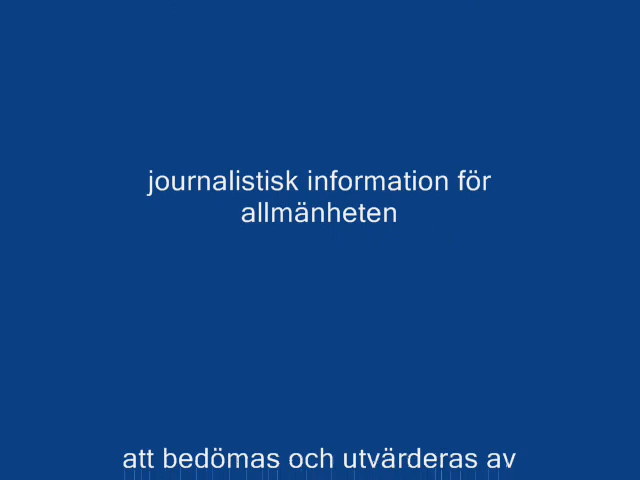 journalistisk information för
allmänheten
att bedömas och utvärderas av